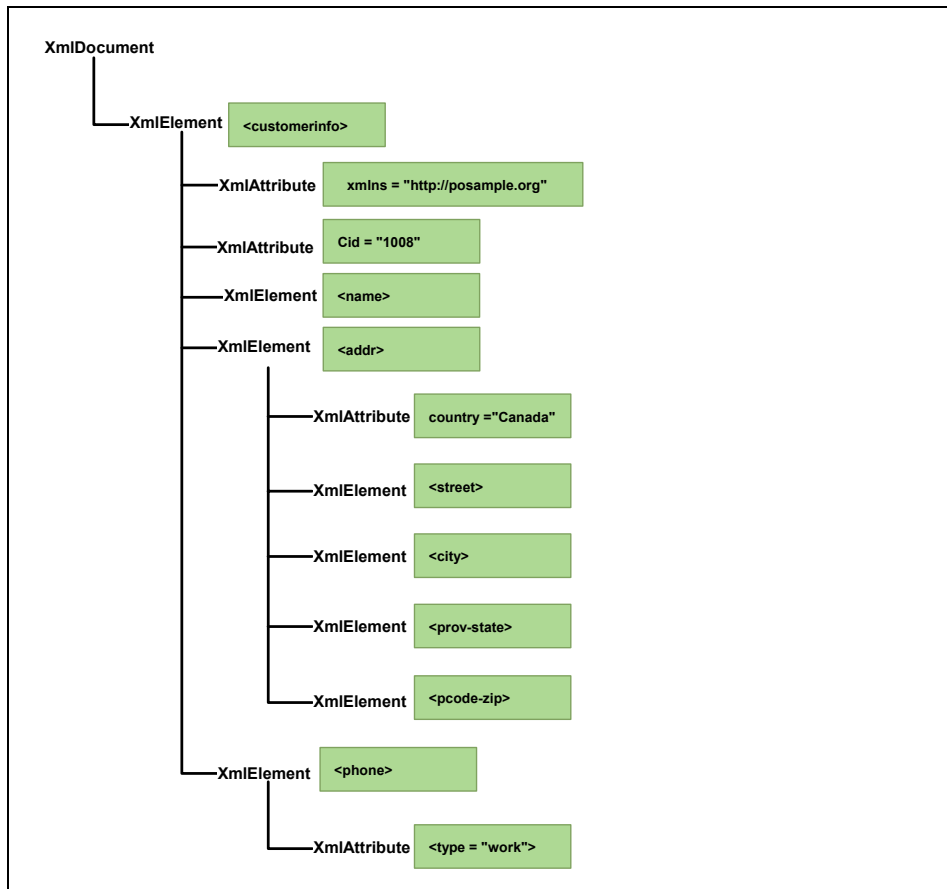 XmlDocument
XmlElement <customerinfo>
XmlAttribute xmlns = "http://posample.org"
XmlAttribute Cid = "1008"
XmlElement <name>
XmlElement <addr>
XmlAttribute country ="Canada"
XmlElement <street>
XmlElement <city>
XmlElement <prov-state>
XmlElement <pcode-zip>
XmlElement <phone>
XmlAttribute <type = "work">